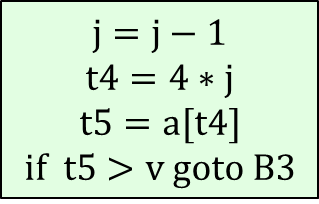 j = j − 1
t4 = 4 ∗ j
t5 = a[t4]
if t5 > v goto B3